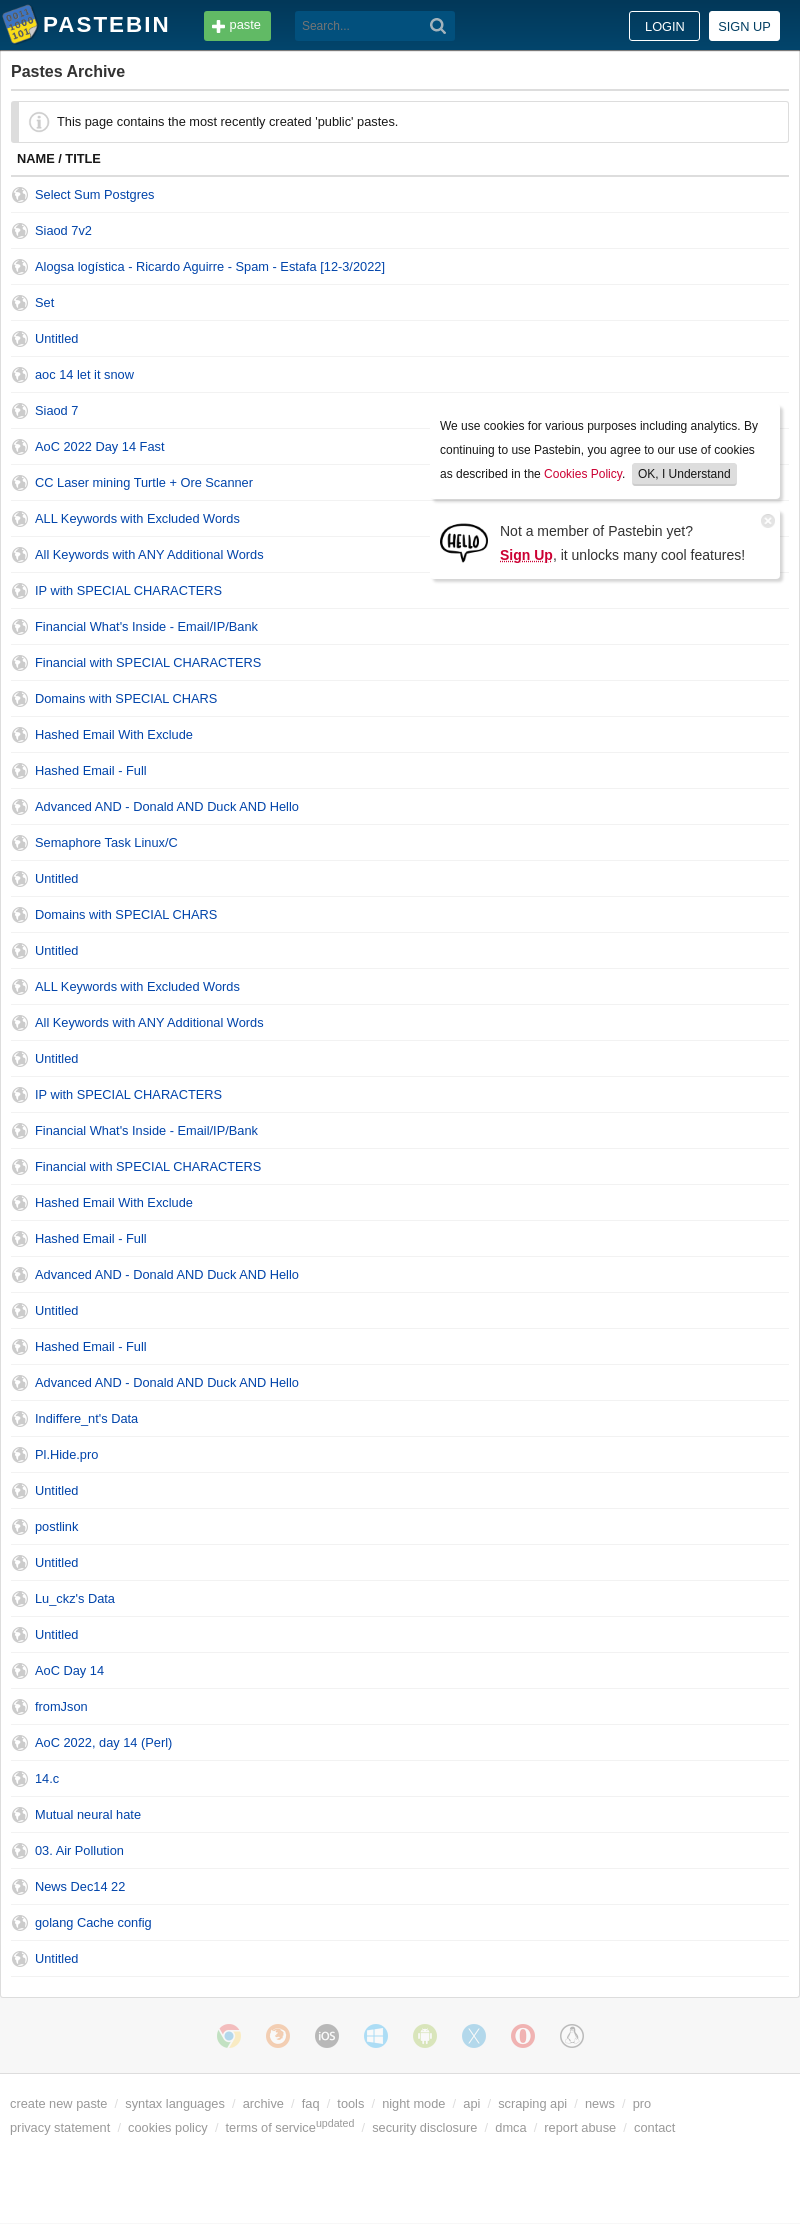 PASTEBIN
paste
Search...
LOGIN
SIGN UP
Pastes Archive
This page contains the most recently created 'public' pastes.
NAME / TITLE
Select Sum Postgres
Siaod 7v2
Alogsa logística - Ricardo Aguirre - Spam - Estafa [12-3/2022]
Set
Untitled
aoc 14 let it snow
Siaod 7
AoC 2022 Day 14 Fast
CC Laser mining Turtle + Ore Scanner
ALL Keywords with Excluded Words
All Keywords with ANY Additional Words
We use cookies for various purposes including analytics. By
continuing to use Pastebin, you agree to our use of cookies
as described in the Cookies Policy. OK, I Understand
HELLO
Not a member of Pastebin yet?
Sign Up, it unlocks many cool features!
IP with SPECIAL CHARACTERS
Financial What's Inside - Email/IP/Bank
Financial with SPECIAL CHARACTERS
Domains with SPECIAL CHARS
Hashed Email With Exclude
Hashed Email - Full
Advanced AND - Donald AND Duck AND Hello
Semaphore Task Linux/C
Untitled
Domains with SPECIAL CHARS
Untitled
ALL Keywords with Excluded Words
All Keywords with ANY Additional Words
Untitled
IP with SPECIAL CHARACTERS
Financial What's Inside - Email/IP/Bank
Financial with SPECIAL CHARACTERS
Hashed Email With Exclude
Hashed Email - Full
Advanced AND - Donald AND Duck AND Hello
Untitled
Hashed Email - Full
Advanced AND - Donald AND Duck AND Hello
Indiffere_nt's Data
Pl.Hide.pro
Untitled
postlink
Untitled
Lu_ckz's Data
Untitled
AoC Day 14
fromJson
AoC 2022, day 14 (Perl)
14.c
Mutual neural hate
03. Air Pollution
News Dec14 22
golang Cache config
Untitled
iOS
create new paste / syntax languages / archive / faq / tools / night mode / api / scraping api / news / pro
privacy statement / cookies policy / terms of serviceupdated / security disclosure / dmca / report abuse / contact